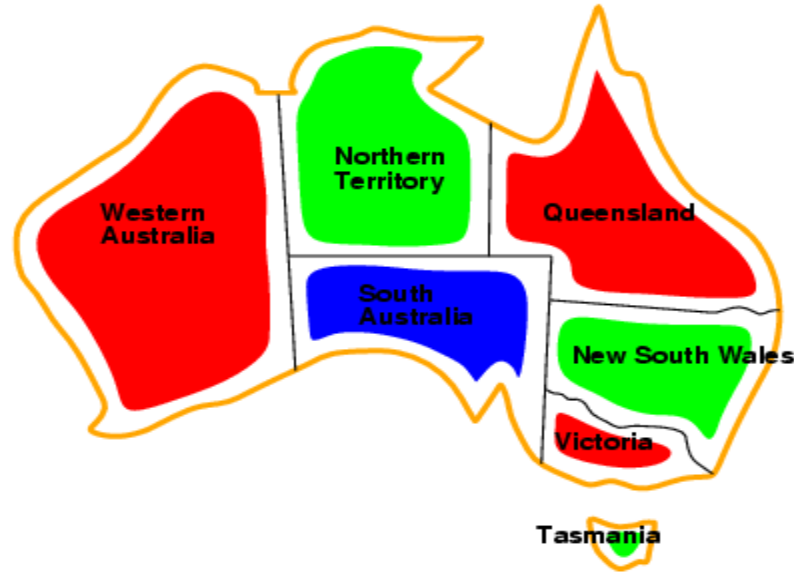 Northern
Territory
Western
Australia
Queensland
South
Australia
New South Wales
Victoria
Tasmania